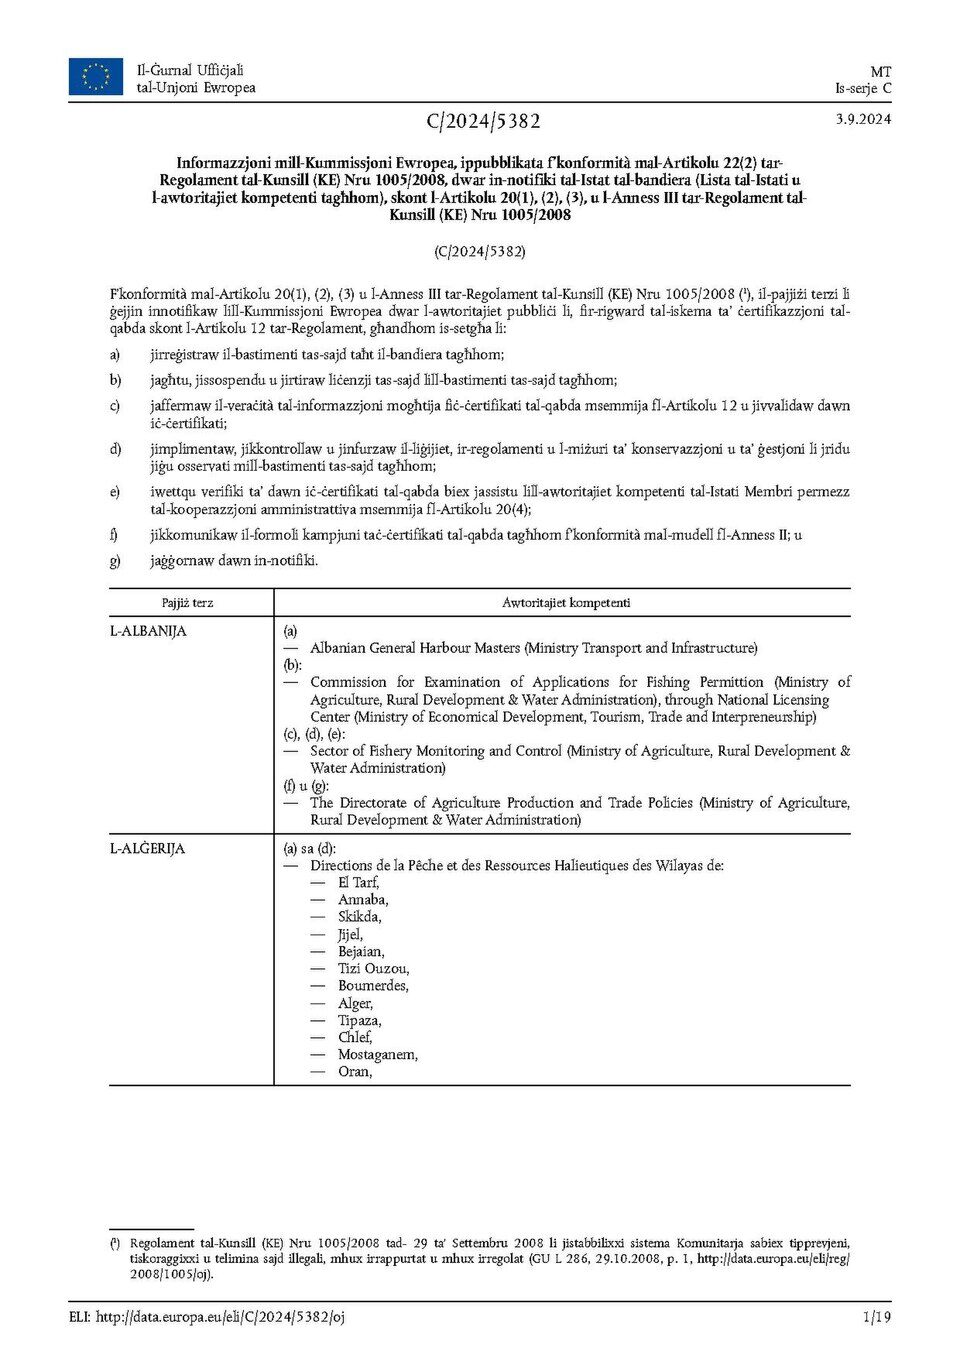 Il-Ġurnal Uffiċjali
tal-Unjoni Ewropea
MT
Is-serje C
C/2024/5382
3.9.2024
Informazzjoni mill-Kummissjoni Ewropea, ippubblikata f'konformità mal-Artikolu 22(2) tar-
Regolament tal-Kunsill (KE) Nru 1005/2008, dwar in-notifiki tal-Istat tal-bandiera (Lista tal-Istati u
l-awtoritajiet kompetenti tagħhom), skont l-Artikolu 20(1), (2), (3), u l-Anness III tar-Regolament tal-
Kunsill (KE) Nru 1005/2008
(C/2024/5382)
F'konformità mal-Artikolu 20(1), (2), (3) u l-Anness III tar-Regolament tal-Kunsill (KE) Nru 1005/2008 (¹), il-pajjiżi terzi li
ġejjin innotifikaw lill-Kummissjoni Ewropea dwar l-awtoritajiet pubbliċi li, fir-rigward tal-iskema ta' ċertifikazzjoni tal-
qabda skont l-Artikolu 12 tar-Regolament, għandhom is-setgħa li:
a) jirreġistraw il-bastimenti tas-sajd taħt il-bandiera tagħhom;
b) jagħtu, jissospendu u jirtiraw liċenzji tas-sajd lill-bastimenti tas-sajd tagħhom;
c) jaffermaw il-veraċità tal-informazzjoni mogħtija fiċ-ċertifikati tal-qabda msemmija fl-Artikolu 12 u jivvalidaw dawn
iċ-ċertifikati;
d) jimplimentaw, jikkontrollaw u jinfurzaw il-liġijiet, ir-regolamenti u l-miżuri ta' konservazzjoni u ta' ġestjoni li jridu
jiġu osservati mill-bastimenti tas-sajd tagħhom;
e) iwettqu verifiki ta' dawn iċ-ċertifikati tal-qabda biex jassistu lill-awtoritajiet kompetenti tal-Istati Membri permezz
tal-kooperazzjoni amministrattiva msemmija fl-Artikolu 20(4);
f) jikkomunikaw il-formoli kampjuni taċ-ċertifikati tal-qabda tagħhom f'konformità mal-mudell fl-Anness II; u
g) jaġġornaw dawn in-notifiki.
Pajjiż terz
Awtoritajiet kompetenti
L-ALBANIJA
(a)
— Albanian General Harbour Masters (Ministry Transport and Infrastructure)
(b):
— Commission for Examination of Applications for Fishing Permittion (Ministry of
Agriculture, Rural Development & Water Administration), through National Licensing
Center (Ministry of Economical Development, Tourism, Trade and Interpreneurship)
(c), (d), (e):
— Sector of Fishery Monitoring and Control (Ministry of Agriculture, Rural Development &
Water Administration)
(f) u (g):
— The Directorate of Agriculture Production and Trade Policies (Ministry of Agriculture,
Rural Development & Water Administration)
L-ALĠERIJA
(a) sa (d):
— Directions de la Pêche et des Ressources Halieutiques des Wilayas de:
— El Tarf,
— Annaba,
— Skikda,
— Jijel,
— Bejaian,
— Tizi Ouzou,
— Boumerdes,
— Alger,
— Tipaza,
— Chlef,
— Mostaganem,
— Oran,
(¹) Regolament tal-Kunsill (KE) Nru 1005/2008 tad- 29 ta' Settembru 2008 li jistabbilixxi sistema Komunitarja sabiex tipprevjeni,
tiskoraggixxi u telimina sajd illegali, mhux irrappurtat u mhux irregolat (GU L 286, 29.10.2008, p. 1, http://data.europa.eu/eli/reg/
2008/1005/oj).
ELI: http://data.europa.eu/eli/C/2024/5382/oj
1/19